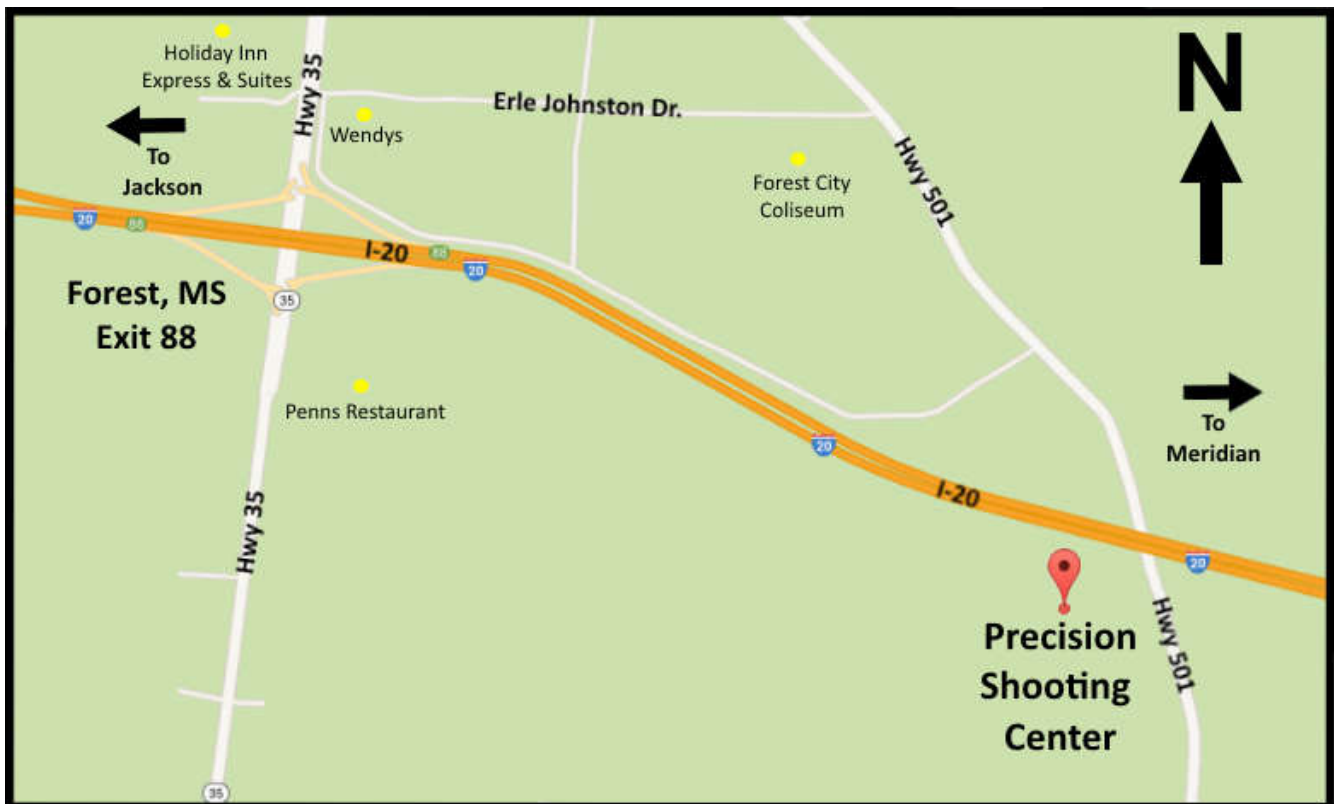 Holiday Inn
Express & Suites
Hwy 35
N
Erle Johnston Dr.
Wendys
To
Jackson
Hwy 501
Forest City
Coliseum
20
88
I-20
88
20
Forest, MS
Exit 88
35
Penns Restaurant
To
Meridian
20
I-20
Hwy 35
20
Precision
Shooting
Center
Hwy 501
35